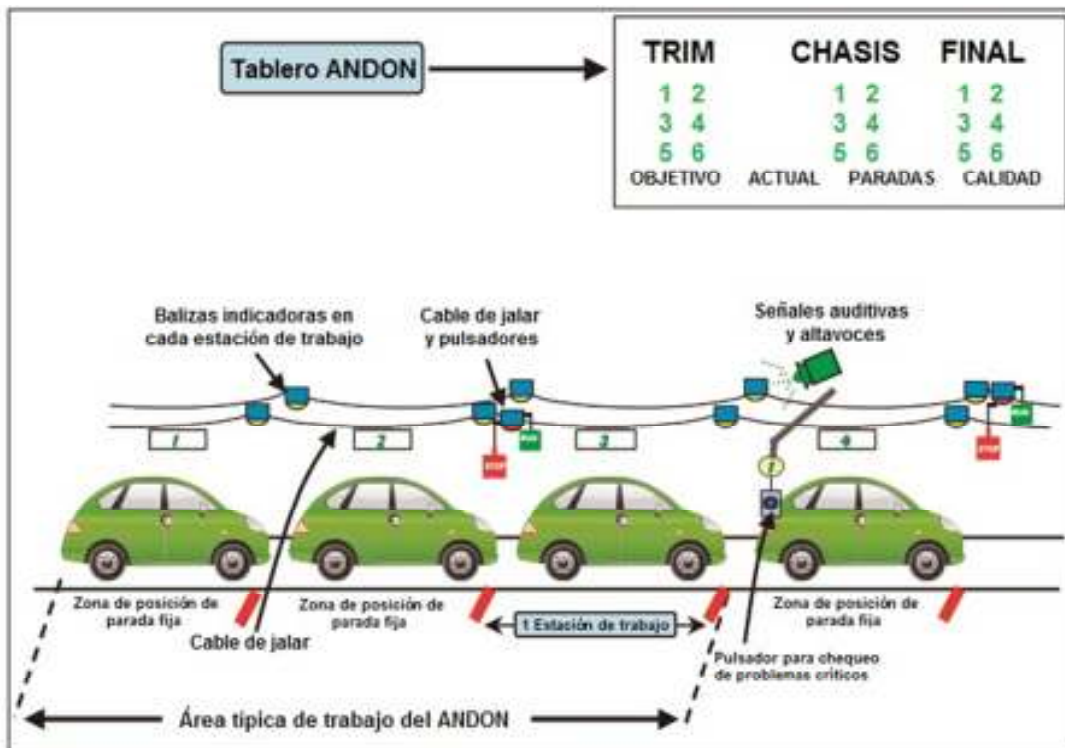 Tablero ANDON
TRIM CHASIS FINAL
1 2 1 2 1 2
3 4 3 4 3 4
5 6 5 6 5 6
OBJETIVO ACTUAL PARADAS CALIDAD
Balizas indicadoras en
cada estación de trabajo
Cable de jalar
y pulsadores
Señales auditivas
y altavoces
1 2 3 4
STOP
STOP
Zona de posición de
parada fija
Zona de posición de
parada fija
1 Estación de trabajo
Zona de posición de
parada fija
Cable de jalar
Pulsador para chequeo
de problemas críticos
Área típica de trabajo del ANDON